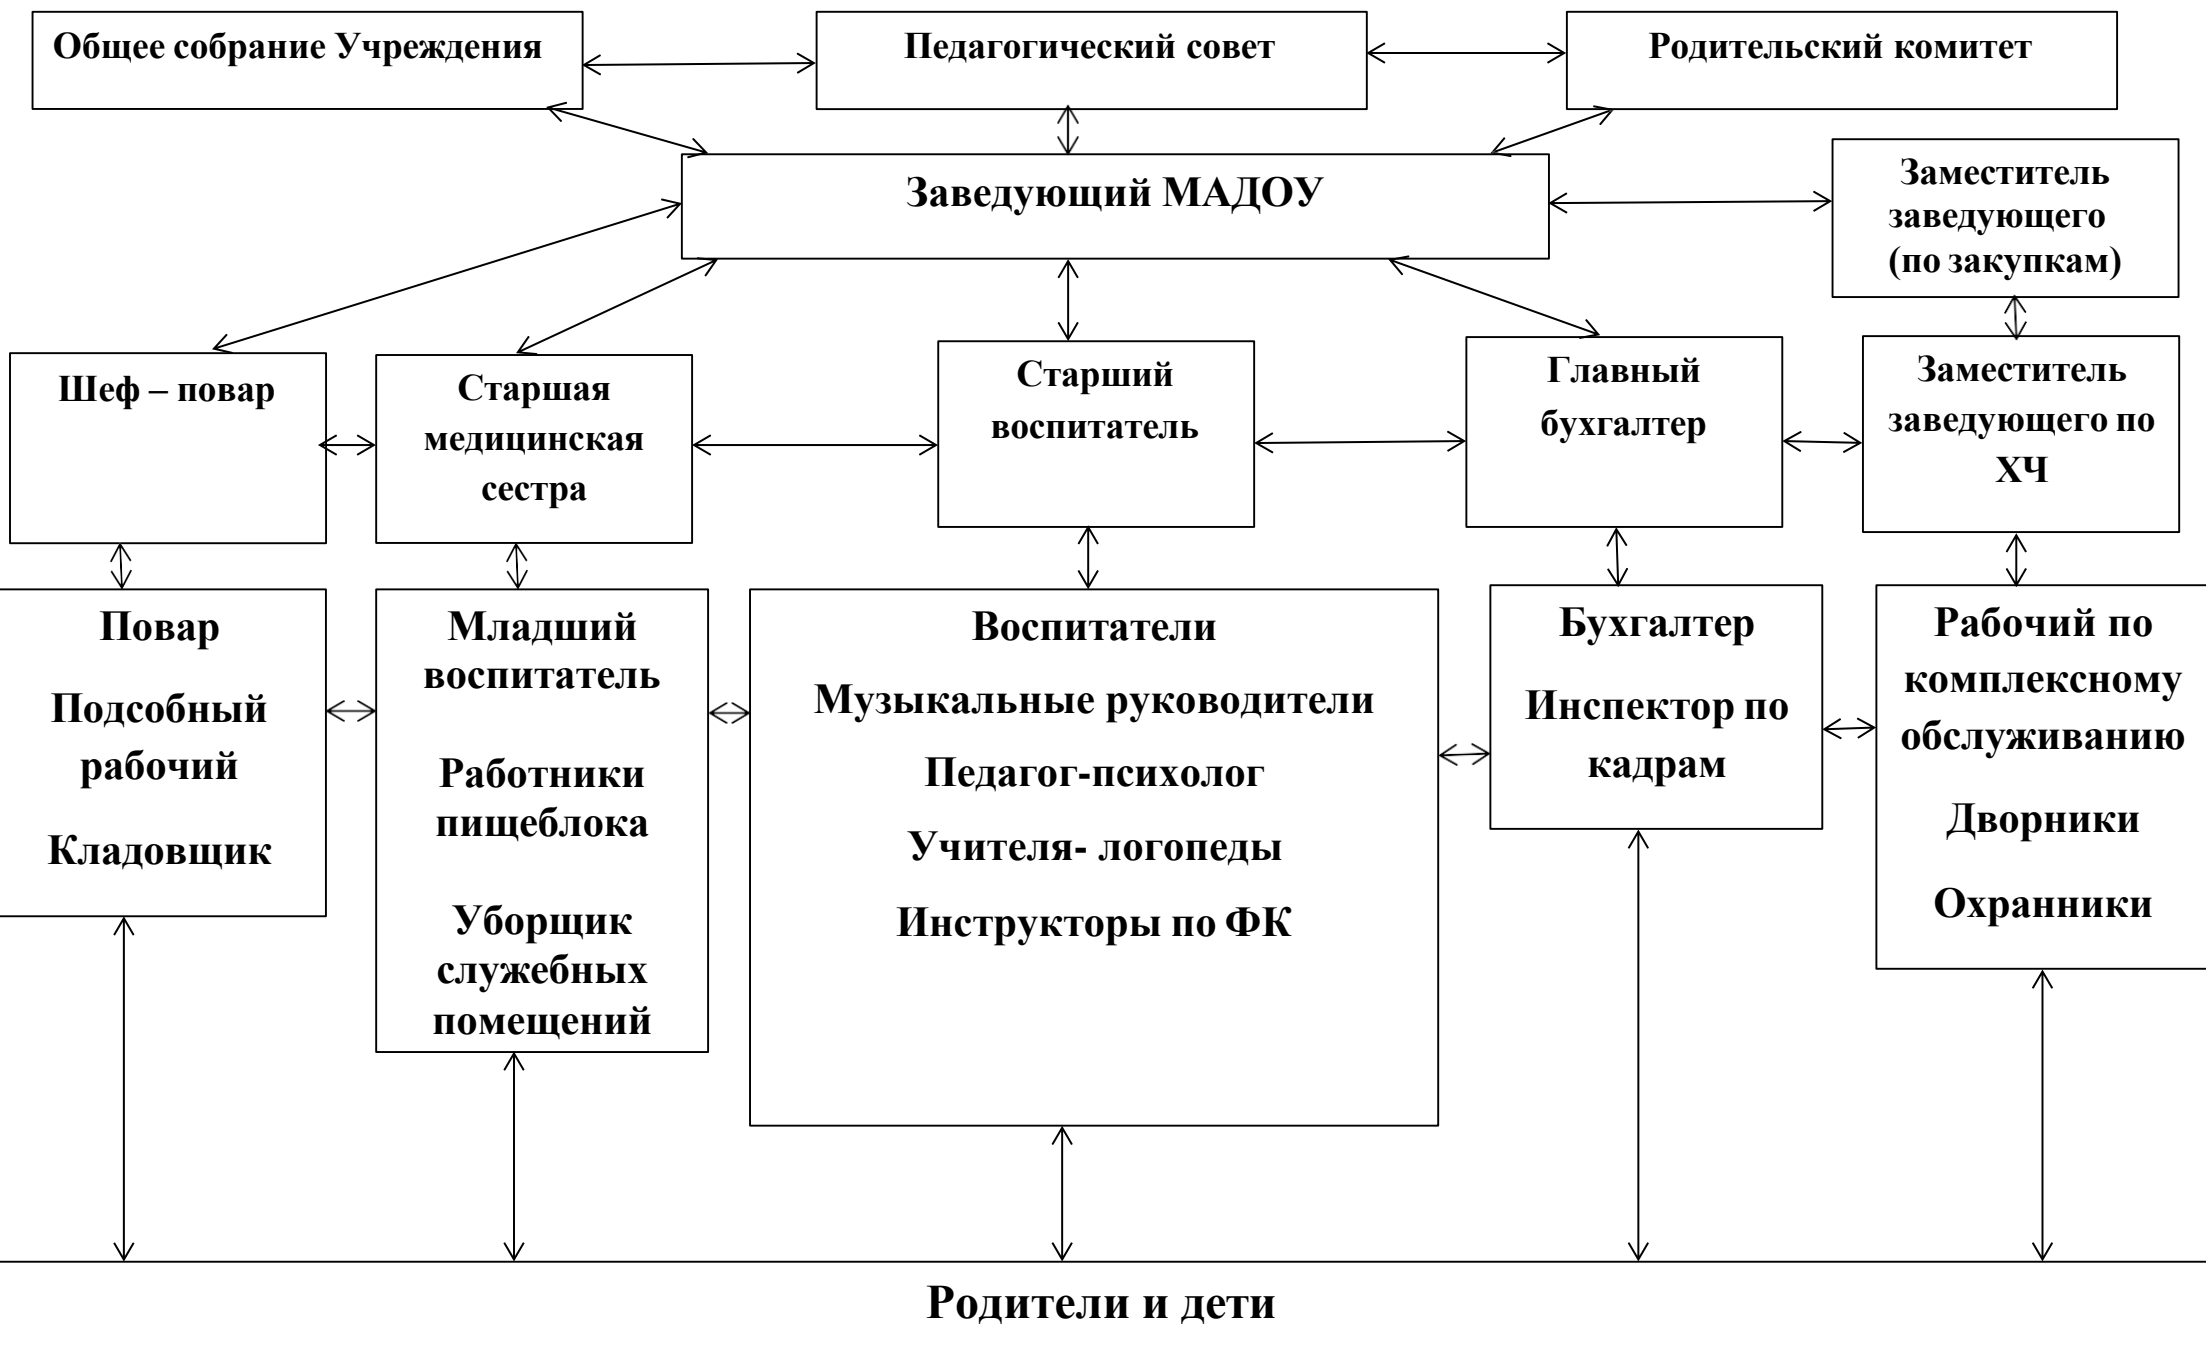 Общее собрание Учреждения
Педагогический совет
Родительский комитет
Заведующий МАДОУ
Заместитель
заведующего
(по закупкам)
Шеф – повар
Старшая
медицинская
сестра
Старший
воспитатель
Главный
бухгалтер
Заместитель
заведующего по
ХЧ
Повар
Подсобный
рабочий
Кладовщик
Младший
воспитатель
Работники
пищеблока
Уборщик
служебных
помещений
Воспитатели
Музыкальные руководители
Педагог-психолог
Учителя- логопеды
Инструкторы по ФК
Бухгалтер
Инспектор по
кадрам
Рабочий по
комплексному
обслуживанию
Дворники
Охранники
Родители и дети